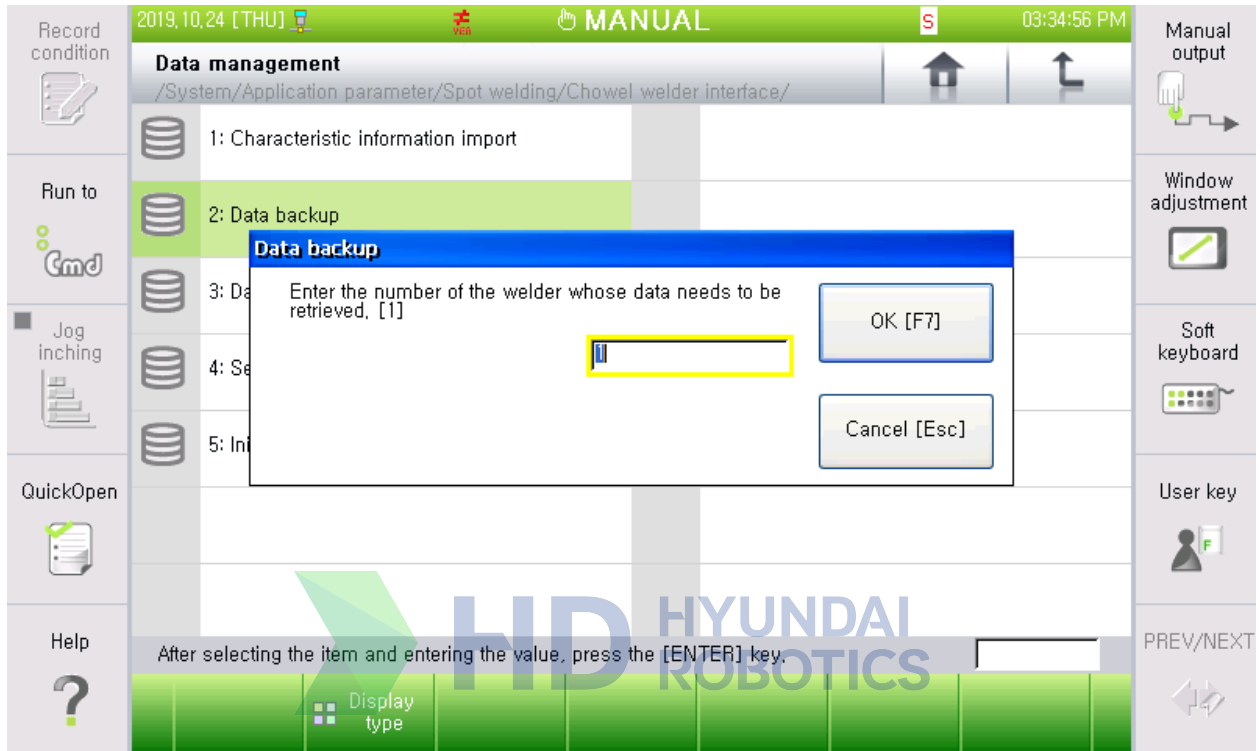 Record
condition
Run to
Cmd
Jog
inching
QuickOpen
Help
2019,10,24 [THU]
VER
MANUAL
S
03:34:56 PM
Data management
/System/Application parameter/Spot welding/Chowel welder interface/
1: Characteristic information import
2: Data backup
3: Da
4: Se
5: Ini
Data backup
Enter the number of the welder whose data needs to be
retrieved, [1]
1
OK [F7]
Cancel [Esc]
HD HYUNDAI
ROBOTICS
After selecting the item and entering the value, press the [ENTER] key,
Display
type
Manual
output
Window
adjustment
Soft
keyboard
User key
F
PREV/NEXT